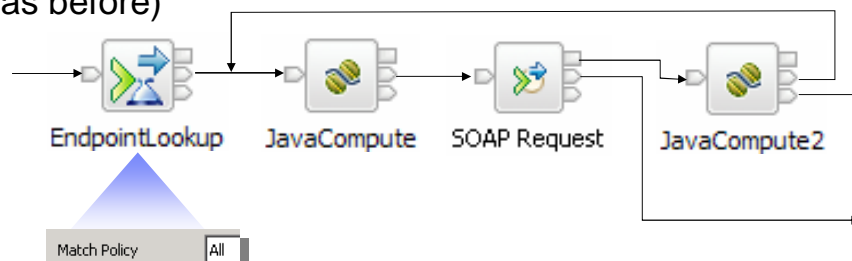 as before)
EndpointLookup JavaCompute SOAP Request JavaCompute2
Match Policy All